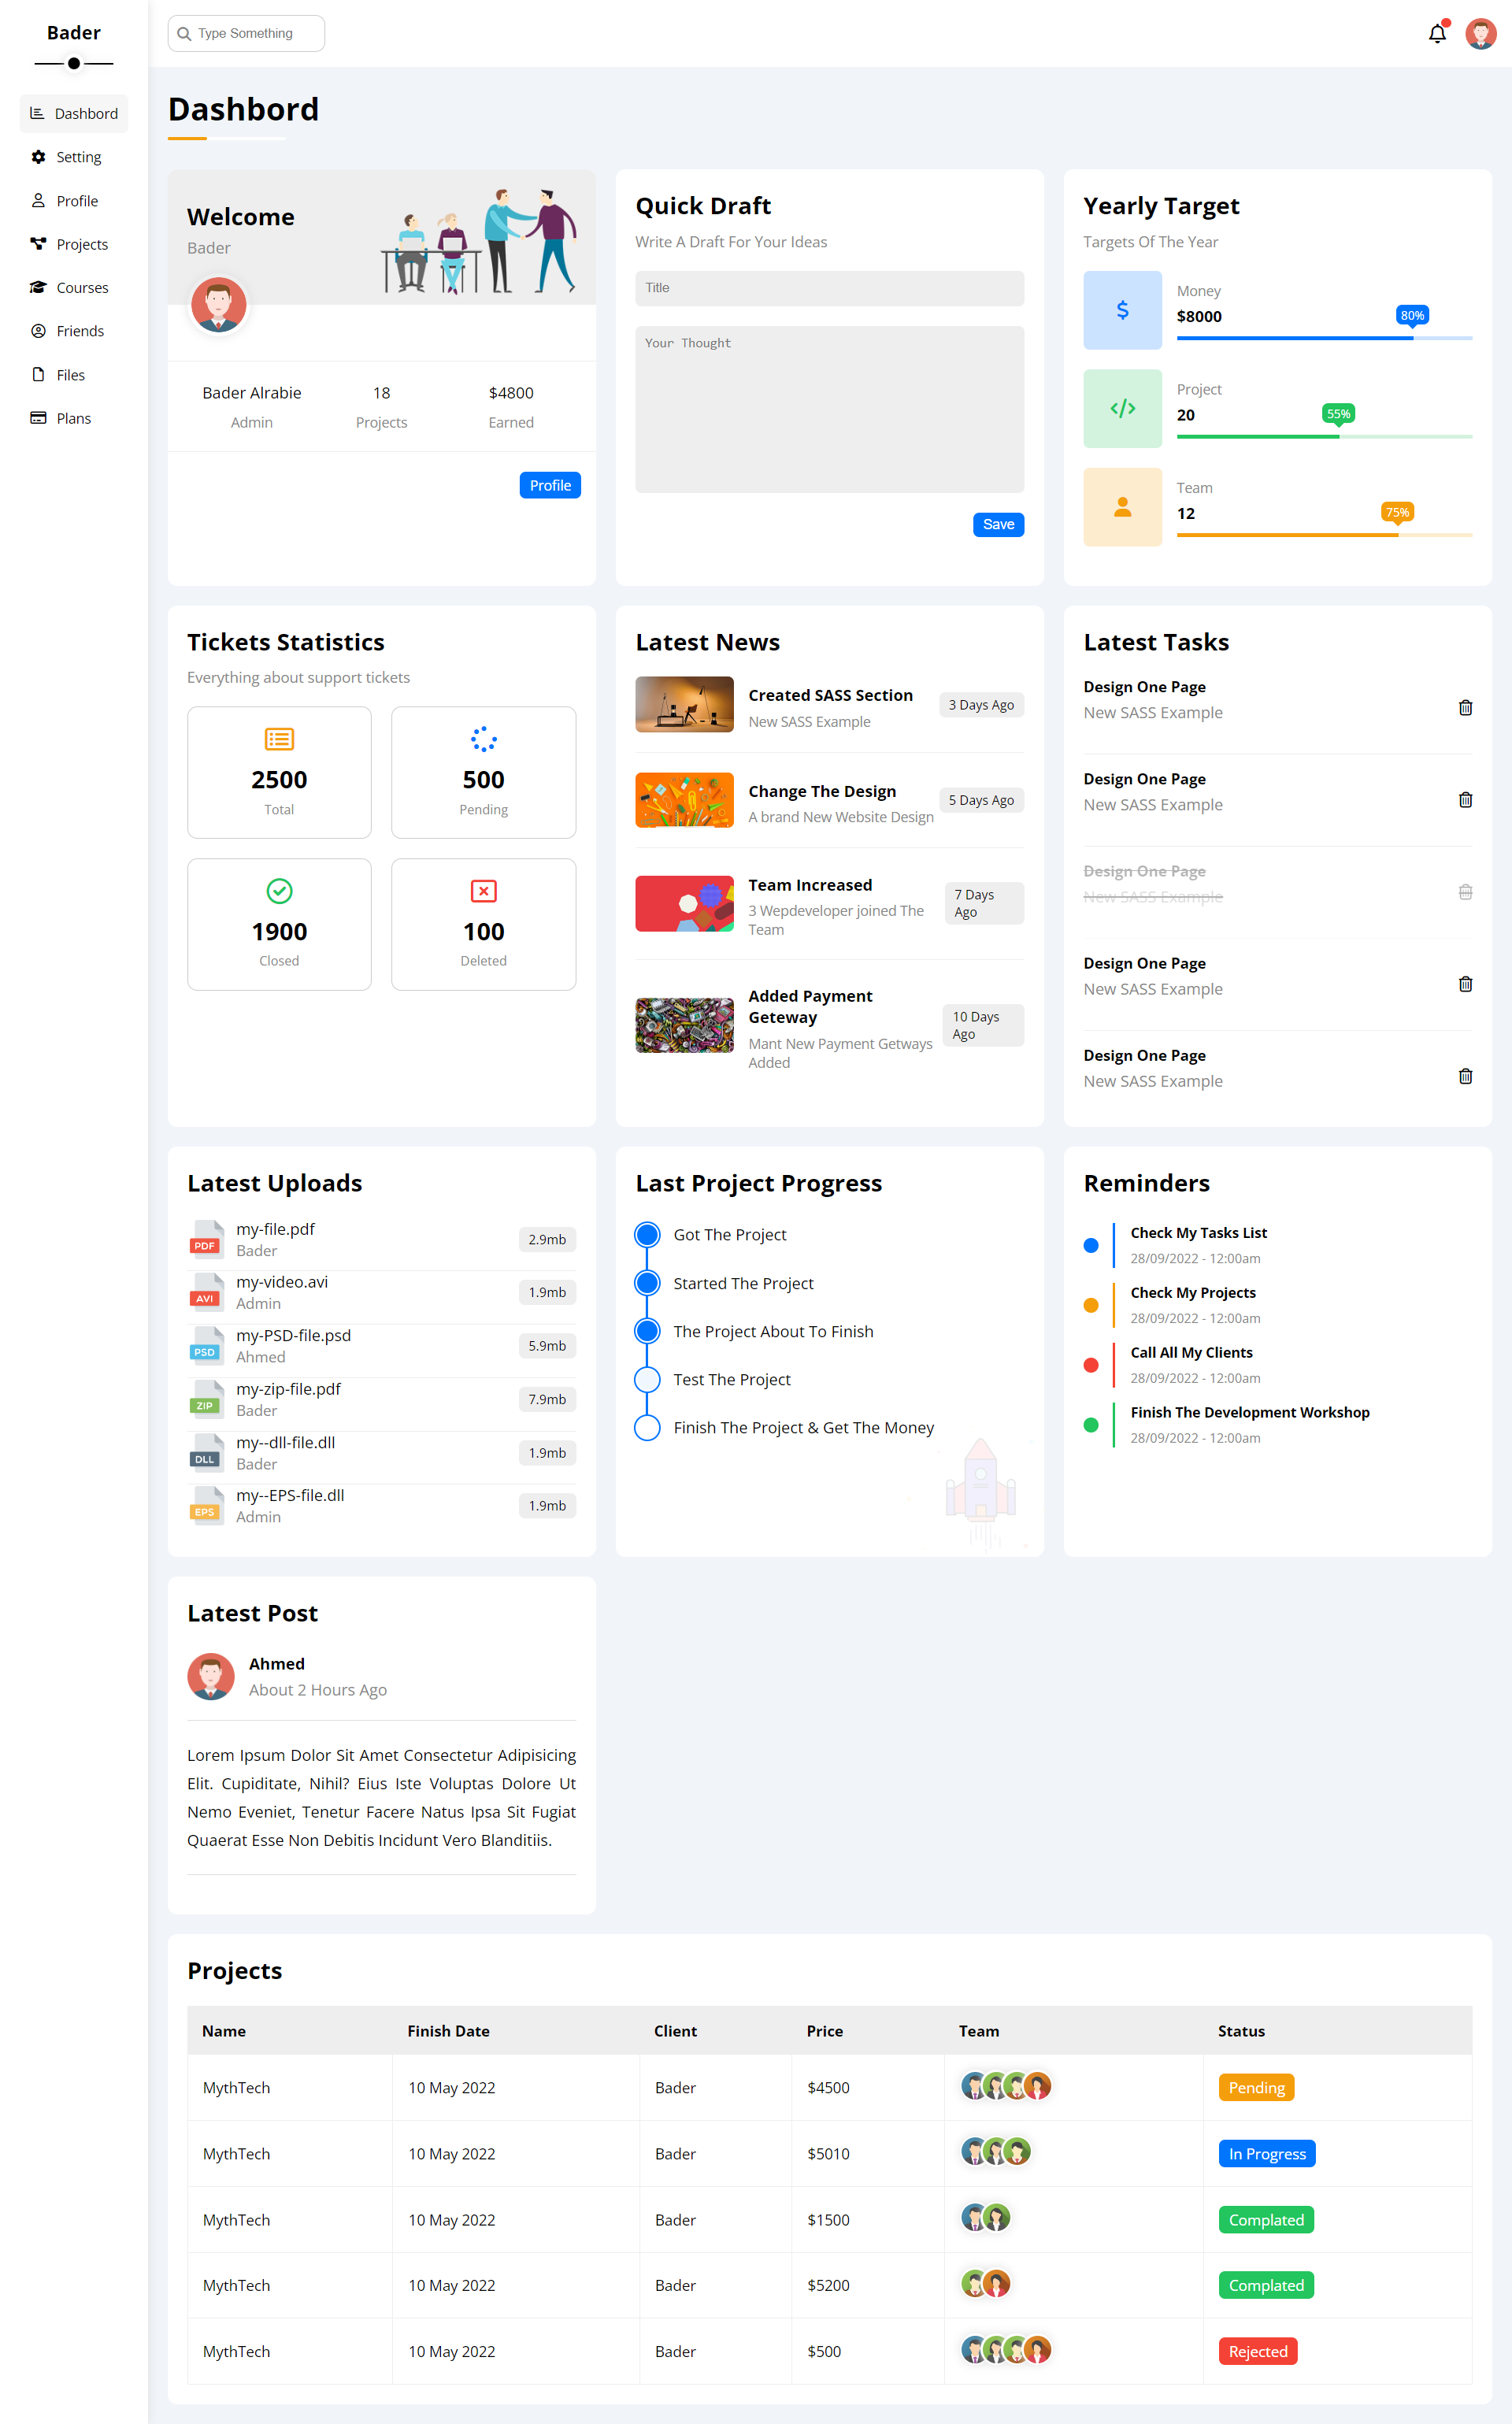 Bader
Dashbord
Setting
Profile
Projects
Courses
Friends
Files
Plans
Type Something
Dashbord
Welcome
Bader
Bader Alrabie
Admin
18
Projects
$4800
Earned
Profile
Quick Draft
Write A Draft For Your Ideas
Title
Your Thought
Save
Yearly Target
Targets Of The Year
Money
$8000
80%
Project
20
55%
Team
12
75%
Tickets Statistics
Everything about support tickets
2500
Total
500
Pending
1900
Closed
100
Deleted
Latest News
Created SASS Section
New SASS Example
3 Days Ago
Change The Design
A brand New Website Design
5 Days Ago
Team Increased
3 Wepdeveloper joined The
Team
7 Days
Ago
Added Payment
Geteway
Mant New Payment Getways
Added
10 Days
Ago
Latest Tasks
Design One Page
New SASS Example
Design One Page
New SASS Example
Design One Page
New SASS Example
Design One Page
New SASS Example
Design One Page
New SASS Example
Latest Uploads
PDF
my-file.pdf
Bader
2.9mb
AVI
my-video.avi
Admin
1.9mb
PSD
my-PSD-file.psd
Ahmed
5.9mb
ZIP
my-zip-file.pdf
Bader
7.9mb
DLL
my--dll-file.dll
Bader
1.9mb
EPS
my--EPS-file.dll
Admin
1.9mb
Last Project Progress
Got The Project
Started The Project
The Project About To Finish
Test The Project
Finish The Project & Get The Money
Reminders
Check My Tasks List
28/09/2022 - 12:00am
Check My Projects
28/09/2022 - 12:00am
Call All My Clients
28/09/2022 - 12:00am
Finish The Development Workshop
28/09/2022 - 12:00am
Latest Post
Ahmed
About 2 Hours Ago
Lorem Ipsum Dolor Sit Amet Consectetur Adipisicing
Elit. Cupiditate, Nihil? Eius Iste Voluptas Dolore Ut
Nemo Eveniet, Tenetur Facere Natus Ipsa Sit Fugiat
Quaerat Esse Non Debitis Incidunt Vero Blanditiis.
Projects
Name Finish Date Client Price Team Status
MythTech 10 May 2022 Bader $4500 Pending
MythTech 10 May 2022 Bader $5010 In Progress
MythTech 10 May 2022 Bader $1500 Complated
MythTech 10 May 2022 Bader $5200 Complated
MythTech 10 May 2022 Bader $500 Rejected